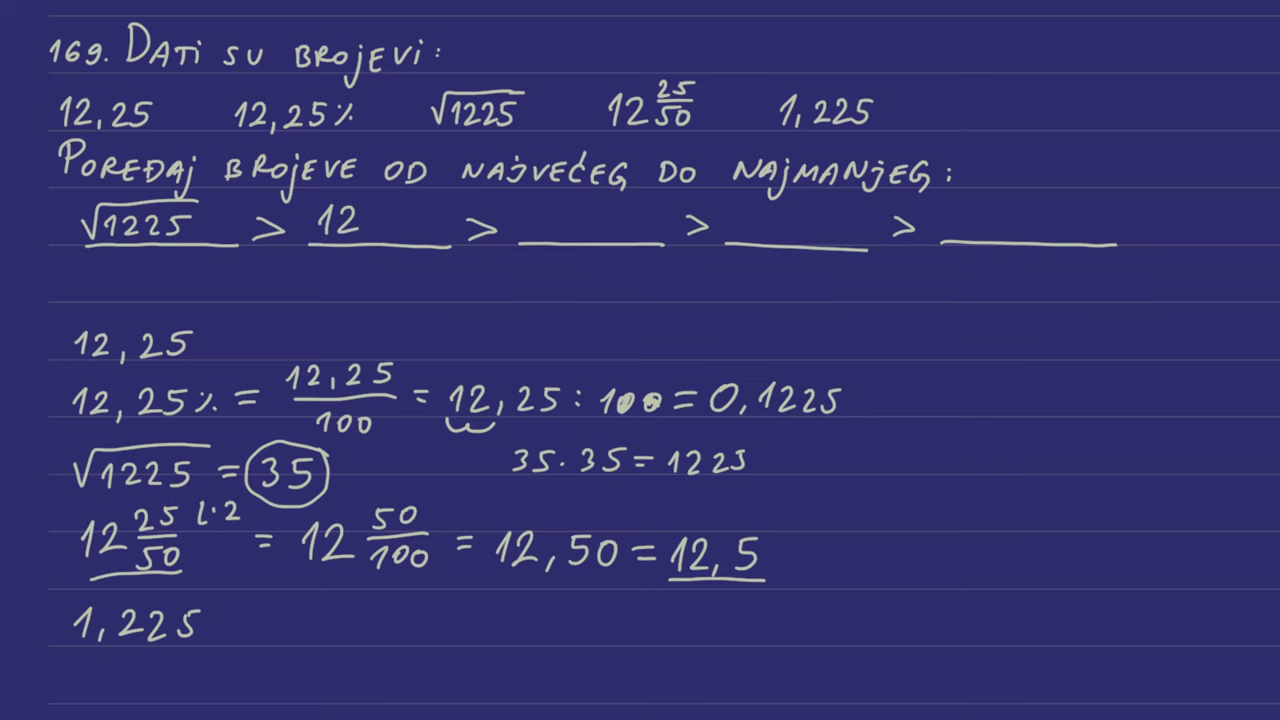 169. DATI SU BROJEVI:
12,25 12,25% √1225 12 25/50 1,225
POREĐAJ BROJEVE OD NAJVEĆEG DO NAJMANJEG:
√1225 > 12 > > >
12,25
12,25% = 12,25/100 = 12,25 : 100 = 0,1225
√1225 = 35 35·35=1225
12 25/50 (·2 = 12 50/100 = 12,50 = 12,5
1,225